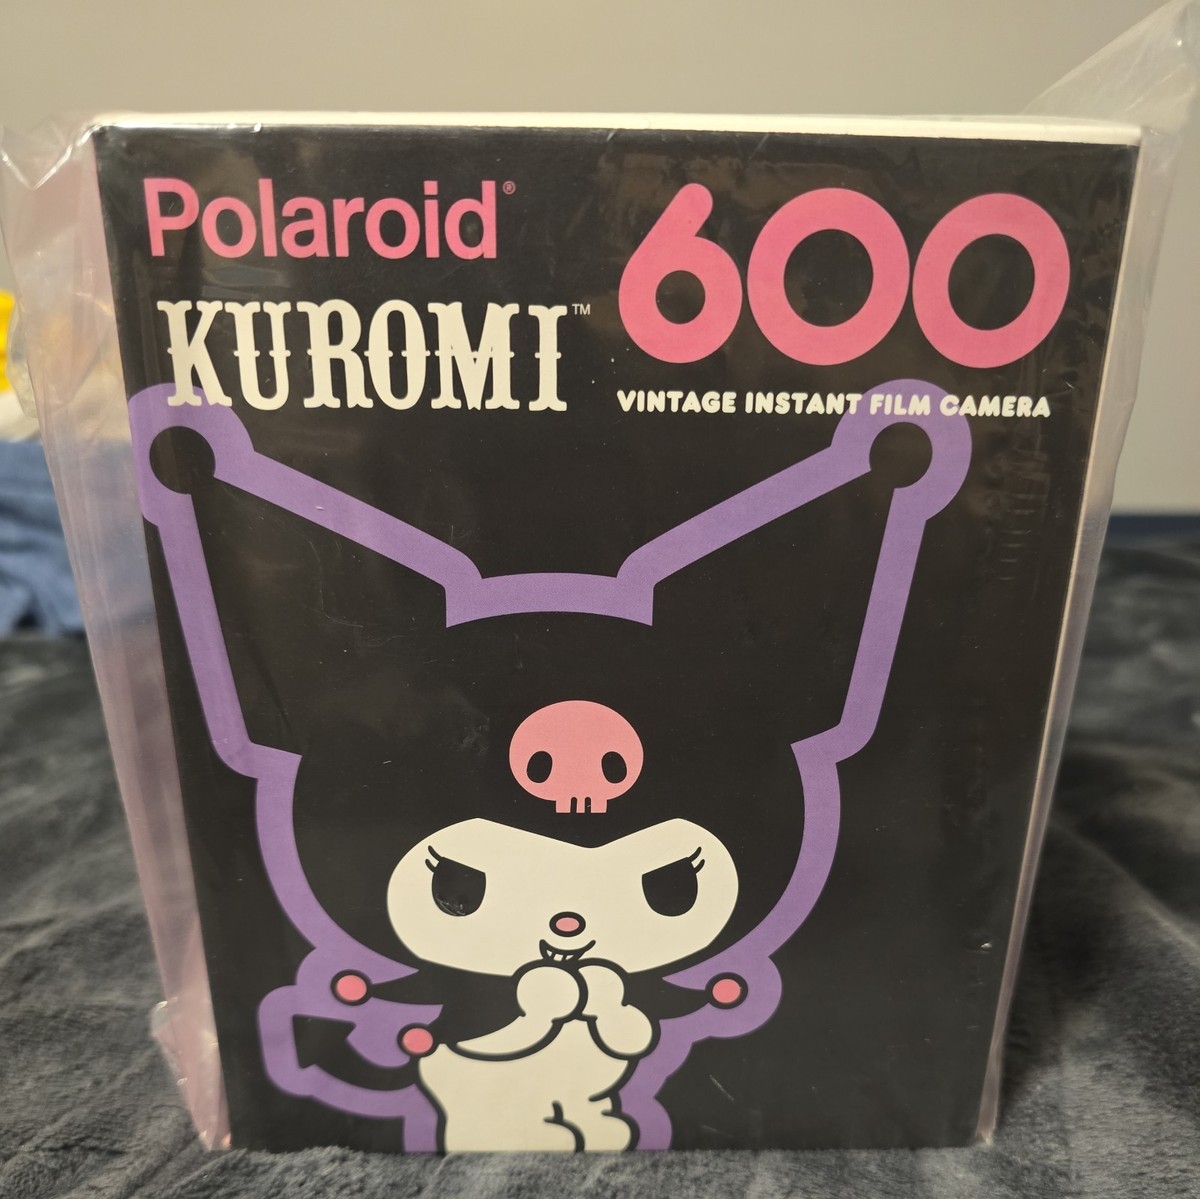 Polaroid®
KUROMI™
600
VINTAGE INSTANT FILM CAMERA